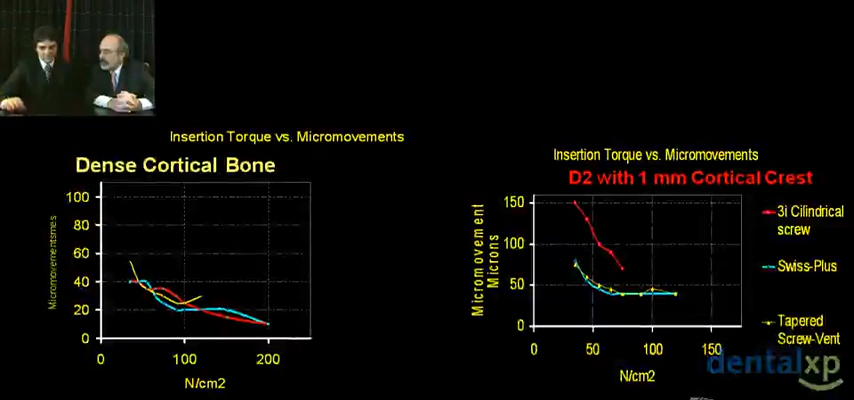 Insertion Torque vs. Micromovements
Dense Cortical Bone
100
80
60
40
20
0
Micromovementsmes
0
100
200
N/cm2
Insertion Torque vs. Micromovements
D2 with 1 mm Cortical Crest
150
100
50
0
Micromovement
Microns
0
50
100
150
N/cm2
3i Cilindrical
screw
Swiss-Plus
Tapered
Screw-Vent
dentalxp